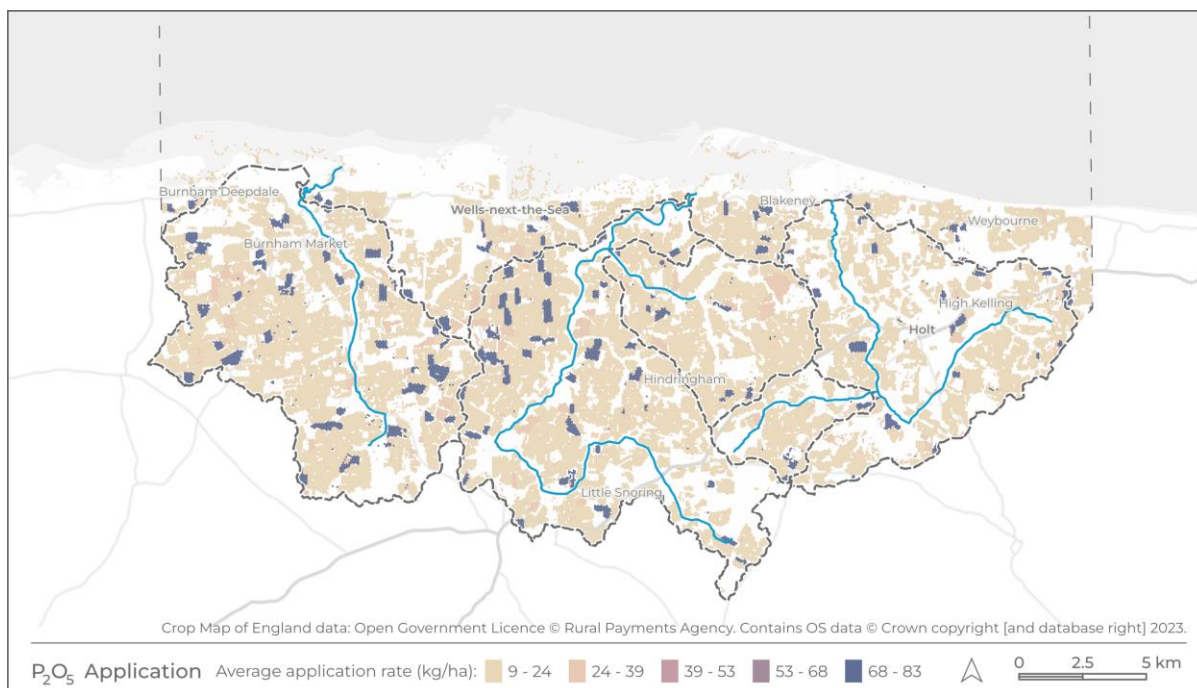 Burnham Deepdale
Wells-next-the-Sea
Blakeney
Weybourne
Burnham Market
High Kelling
Holt
Hindringham
Little Snoring
Crop Map of England data: Open Government Licence © Rural Payments Agency. Contains OS data © Crown copyright [and database right] 2023.
P₂O₅ Application Average application rate (kg/ha): 9 - 24 24 - 39 39 - 53 53 - 68 68 - 83 0 2.5 5 km